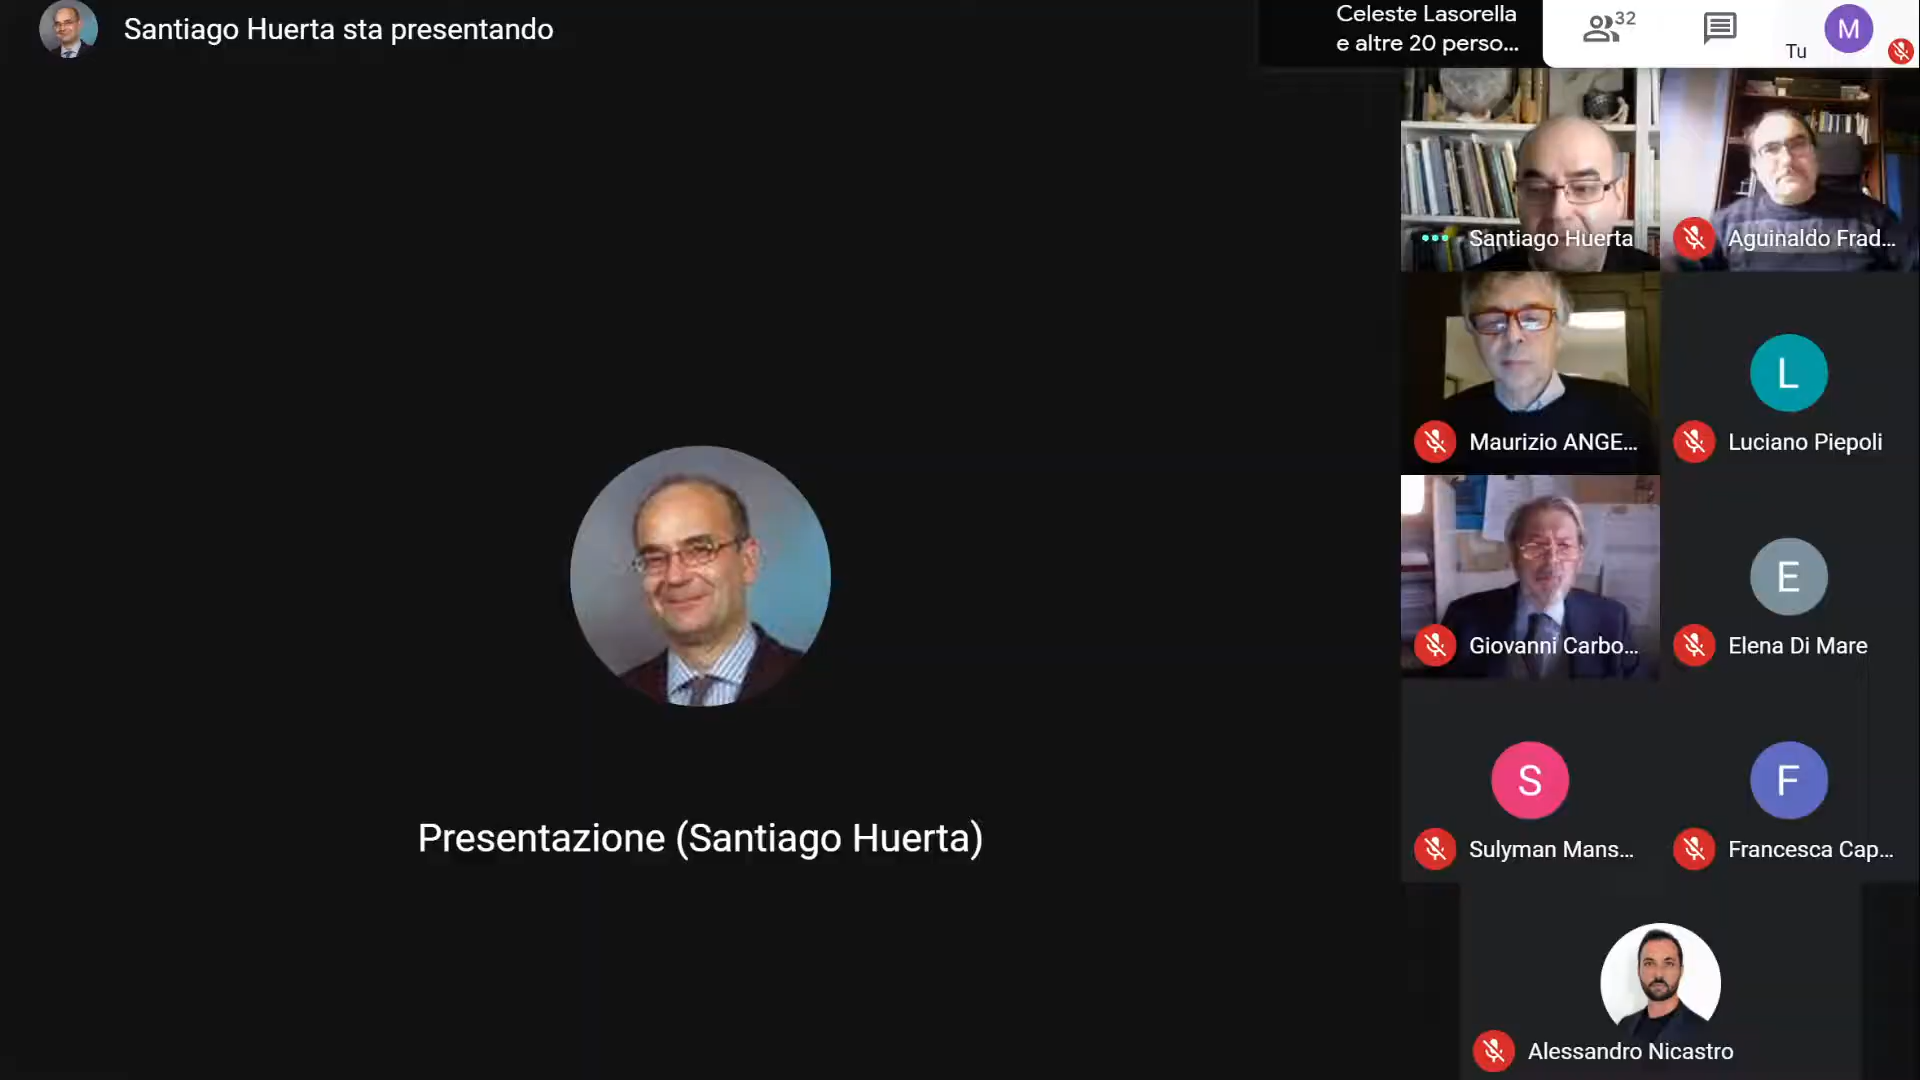 Santiago Huerta sta presentando
Celeste Lasorella
e altre 20 perso...
32
Tu
M
Santiago Huerta
Aguinaldo Frad...
Maurizio ANGE...
L
Luciano Piepoli
Giovanni Carbo...
E
Elena Di Mare
S
Sulyman Mans...
F
Francesca Cap...
Presentazione (Santiago Huerta)
Alessandro Nicastro